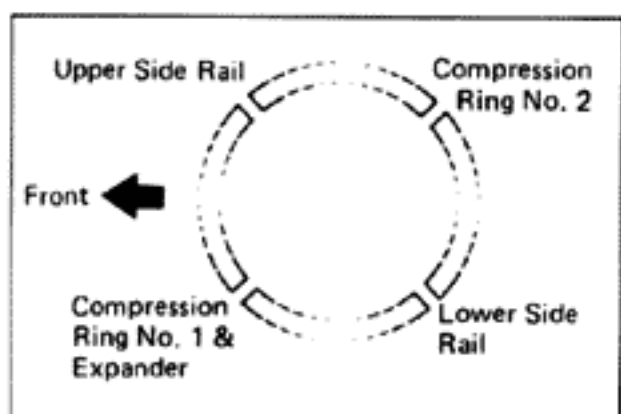 Upper Side Rail
Compression
Ring No. 2
Front
Compression
Ring No. 1 &
Expander
Lower Side
Rail